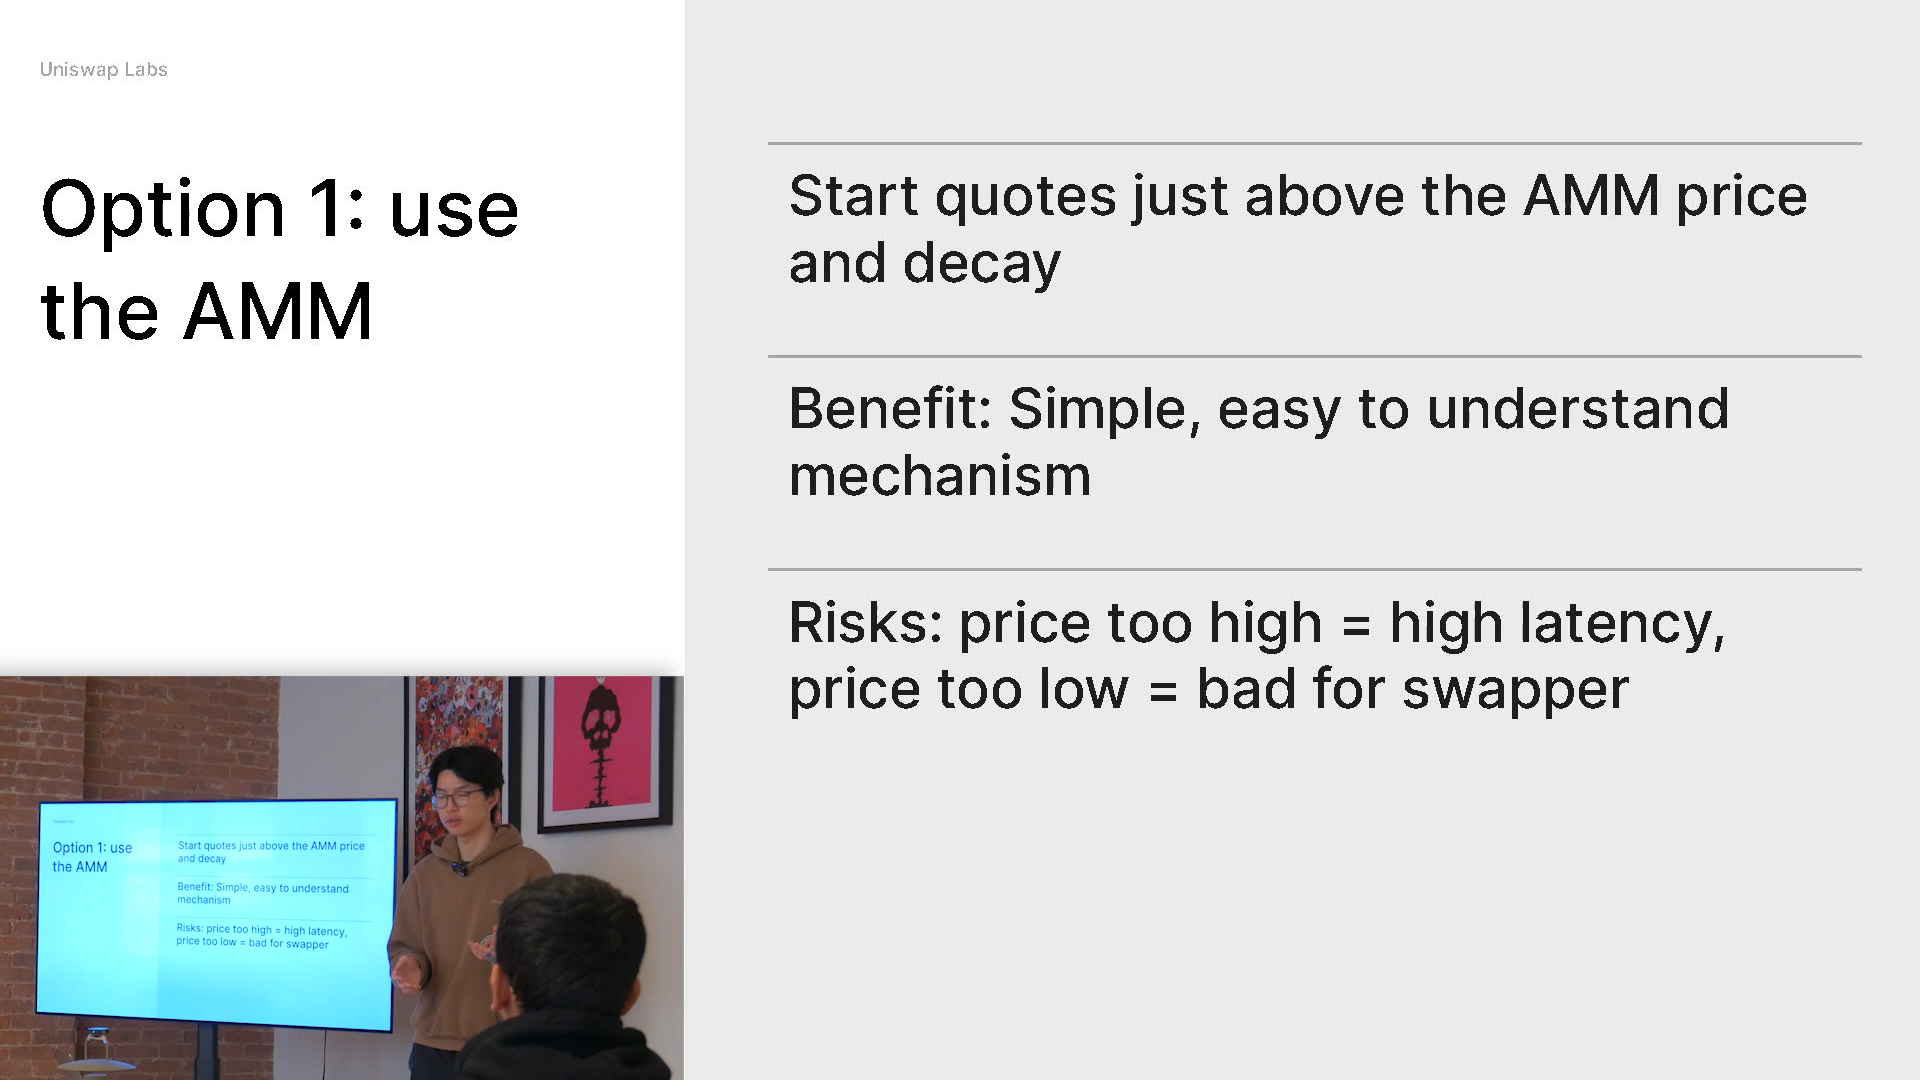 Uniswap Labs
Option 1: use
the AMM
Start quotes just above the AMM price
and decay
Benefit: Simple, easy to understand
mechanism
Risks: price too high = high latency,
price too low = bad for swapper
Option 1: use
the AMM
Start quotes just above the AMM price
and decay
Benefit: Simple, easy to understand
mechanism
Risks: price too high = high latency,
price too low = bad for swapper